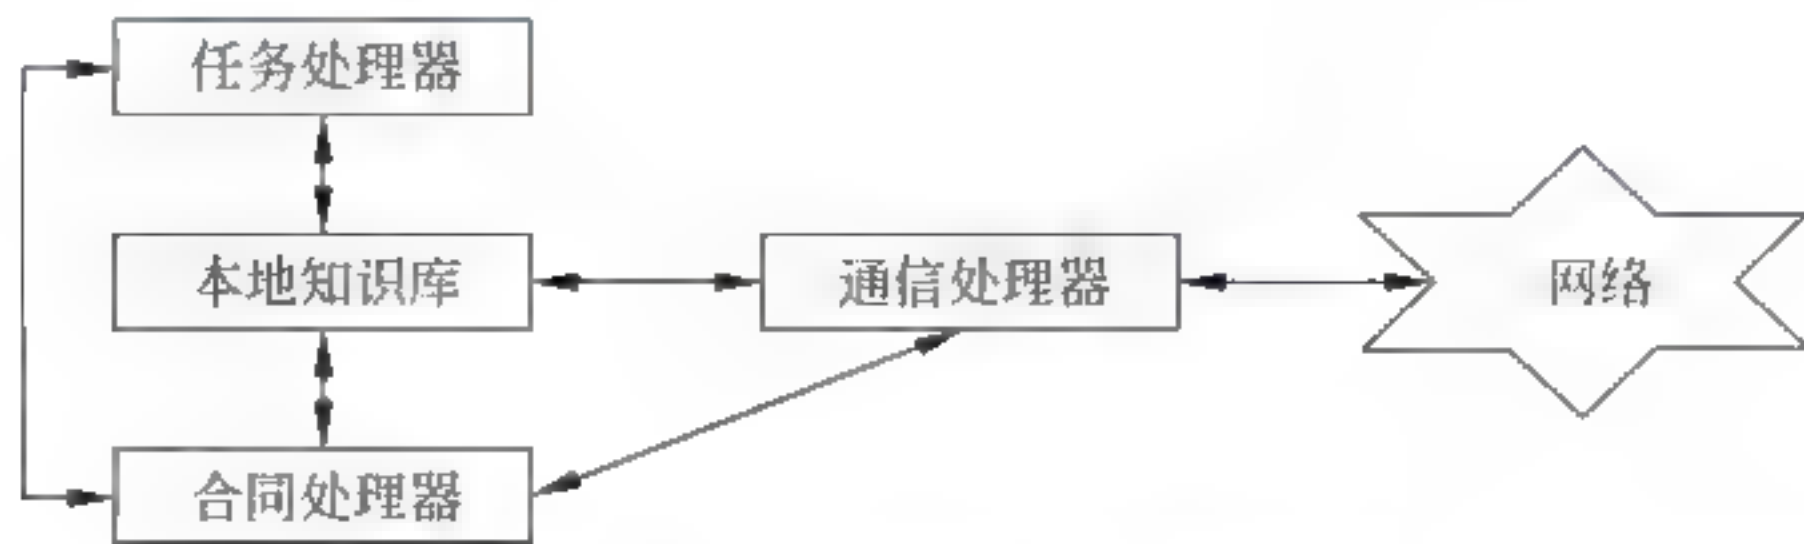 任务处理器
本地知识库
通信处理器
网络
合同处理器